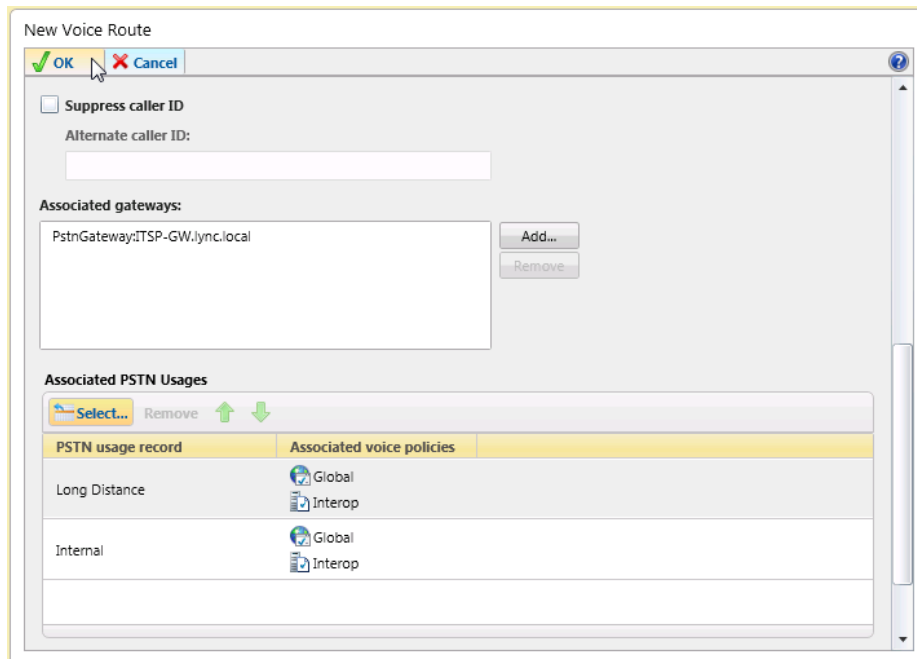 New Voice Route
OK Cancel ?
Suppress caller ID
Alternate caller ID:
Associated gateways:
PstnGateway:ITSP-GW.lync.local
Add...
Remove
Associated PSTN Usages
Select... Remove
PSTN usage record Associated voice policies
Long Distance
Global
Interop
Internal
Global
Interop